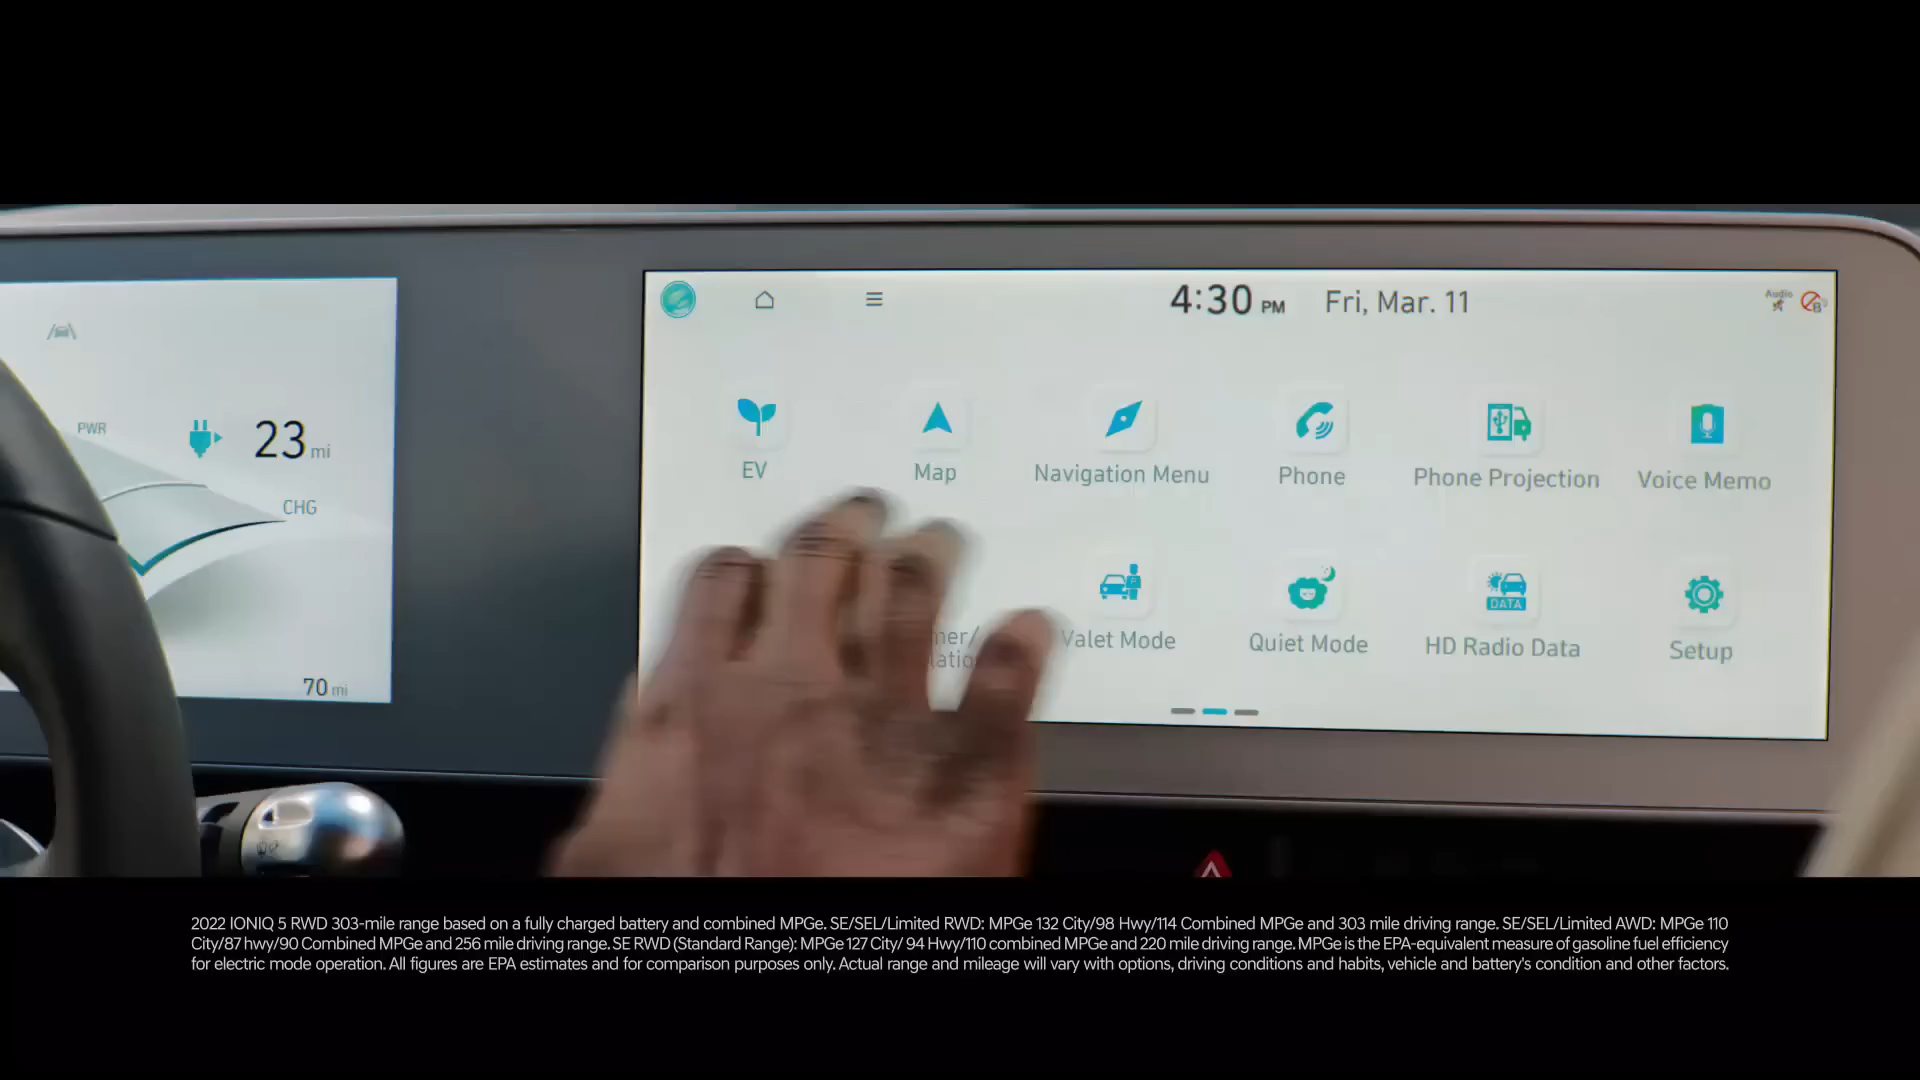 4:30 PM Fri, Mar. 11
Audio
PWR
23 mi
CHG
70 mi
EV
Map
Navigation Menu
Phone
Phone Projection
Voice Memo
Valet Mode
Quiet Mode
DATA
HD Radio Data
Setup
2022 IONIQ 5 RWD 303-mile range based on a fully charged battery and combined MPGe. SE/SEL/Limited RWD: MPGe 132 City/98 Hwy/114 Combined MPGe and 303 mile driving range. SE/SEL/Limited AWD: MPGe 110
City/87 hwy/90 Combined MPGe and 256 mile driving range. SE RWD (Standard Range): MPGe 127 City/ 94 Hwy/110 combined MPGe and 220 mile driving range. MPGe is the EPA-equivalent measure of gasoline fuel efficiency
for electric mode operation. All figures are EPA estimates and for comparison purposes only. Actual range and mileage will vary with options, driving conditions and habits, vehicle and battery's condition and other factors.